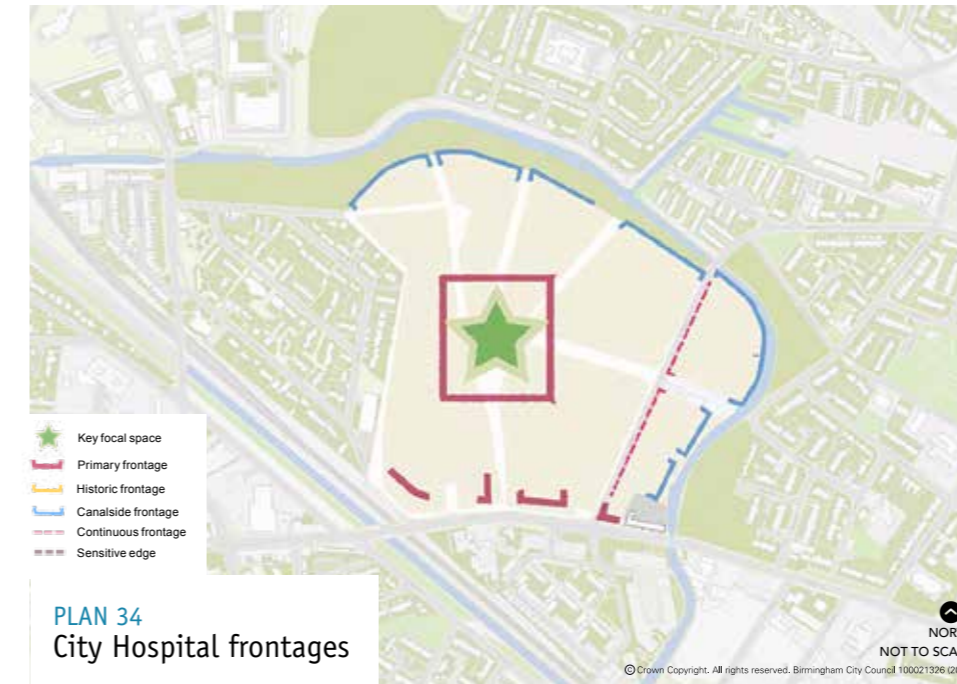 Key focal space
Primary frontage
Historic frontage
Canalside frontage
Continuous frontage
Sensitive edge
PLAN 34
City Hospital frontages
NOR
NOT TO SCA
© Crown Copyright. All rights reserved. Birmingham City Council 100021326 (20